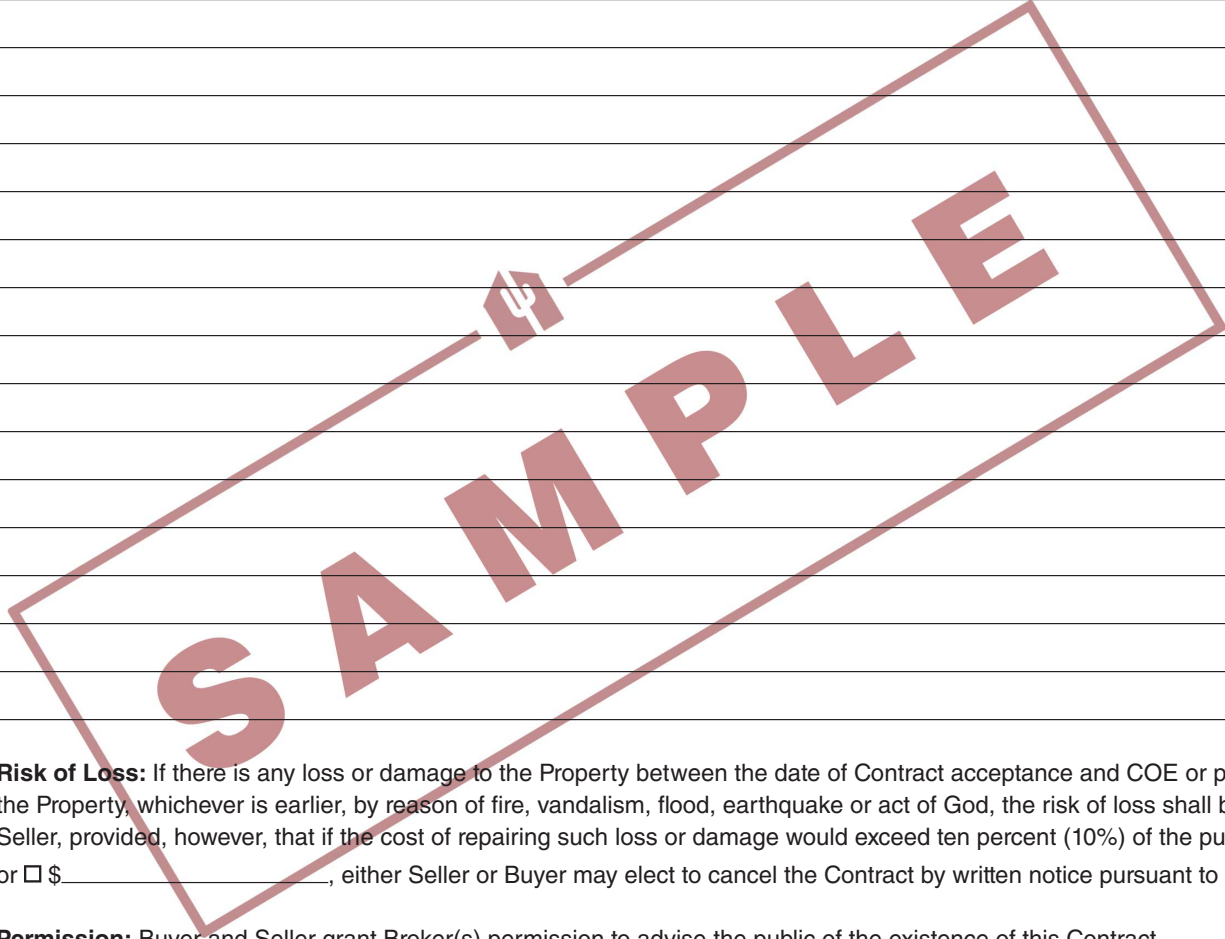 SAMPLE
Risk of Loss: If there is any loss or damage to the Property between the date of Contract acceptance and COE or
the Property, whichever is earlier, by reason of fire, vandalism, flood, earthquake or act of God, the risk of loss shall
Seller, provided, however, that if the cost of repairing such loss or damage would exceed ten percent (10%) of the
or ☐ $____________________, either Seller or Buyer may elect to cancel the Contract by written notice pursuant to
Permission: Buyer and Seller grant Broker(s) permission to advise the public of the existence of this Contract.